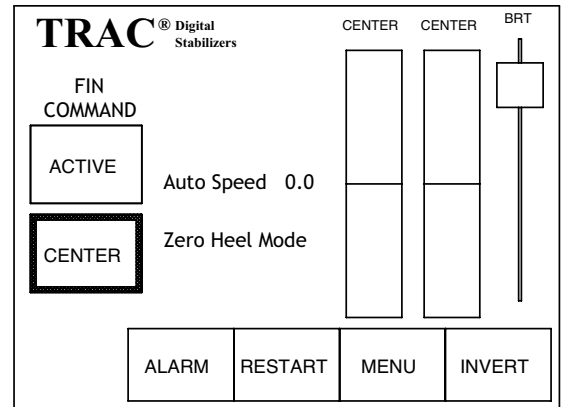 TRAC® Digital
Stabilizers
CENTER CENTER BRT
FIN
COMMAND
ACTIVE
Auto Speed 0.0
Zero Heel Mode
CENTER
ALARM RESTART MENU INVERT